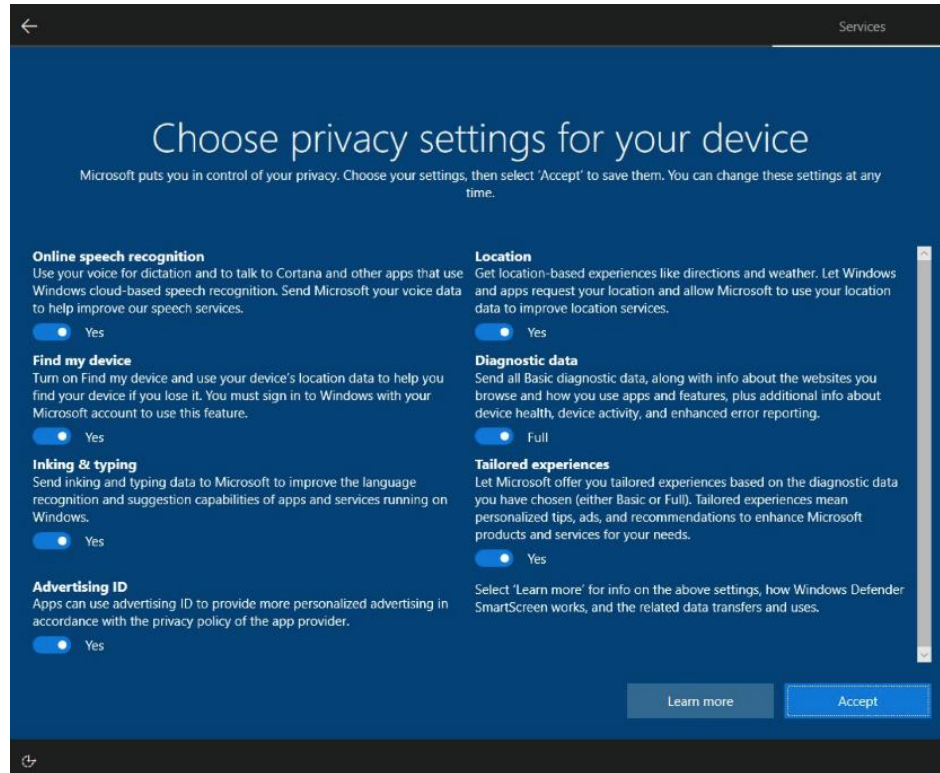 Services
Choose privacy settings for your device
Microsoft puts you in control of your privacy. Choose your settings, then select 'Accept' to save them. You can change these settings at any
time.
Online speech recognition
Use your voice for dictation and to talk to Cortana and other apps that use
Windows cloud-based speech recognition. Send Microsoft your voice data
to help improve our speech services.
Yes
Find my device
Turn on Find my device and use your device's location data to help you
find your device if you lose it. You must sign in to Windows with your
Microsoft account to use this feature.
Yes
Inking & typing
Send inking and typing data to Microsoft to improve the language
recognition and suggestion capabilities of apps and services running on
Windows.
Yes
Advertising ID
Apps can use advertising ID to provide more personalized advertising in
accordance with the privacy policy of the app provider.
Yes
Location
Get location-based experiences like directions and weather. Let Windows
and apps request your location and allow Microsoft to use your location
data to improve location services.
Yes
Diagnostic data
Send all Basic diagnostic data, along with info about the websites you
browse and how you use apps and features, plus additional info about
device health, device activity, and enhanced error reporting.
Full
Tailored experiences
Let Microsoft offer you tailored experiences based on the diagnostic data
you have chosen (either Basic or Full). Tailored experiences mean
personalized tips, ads, and recommendations to enhance Microsoft
products and services for your needs.
Yes
Select 'Learn more' for info on the above settings, how Windows Defender
SmartScreen works, and the related data transfers and uses.
Learn more
Accept